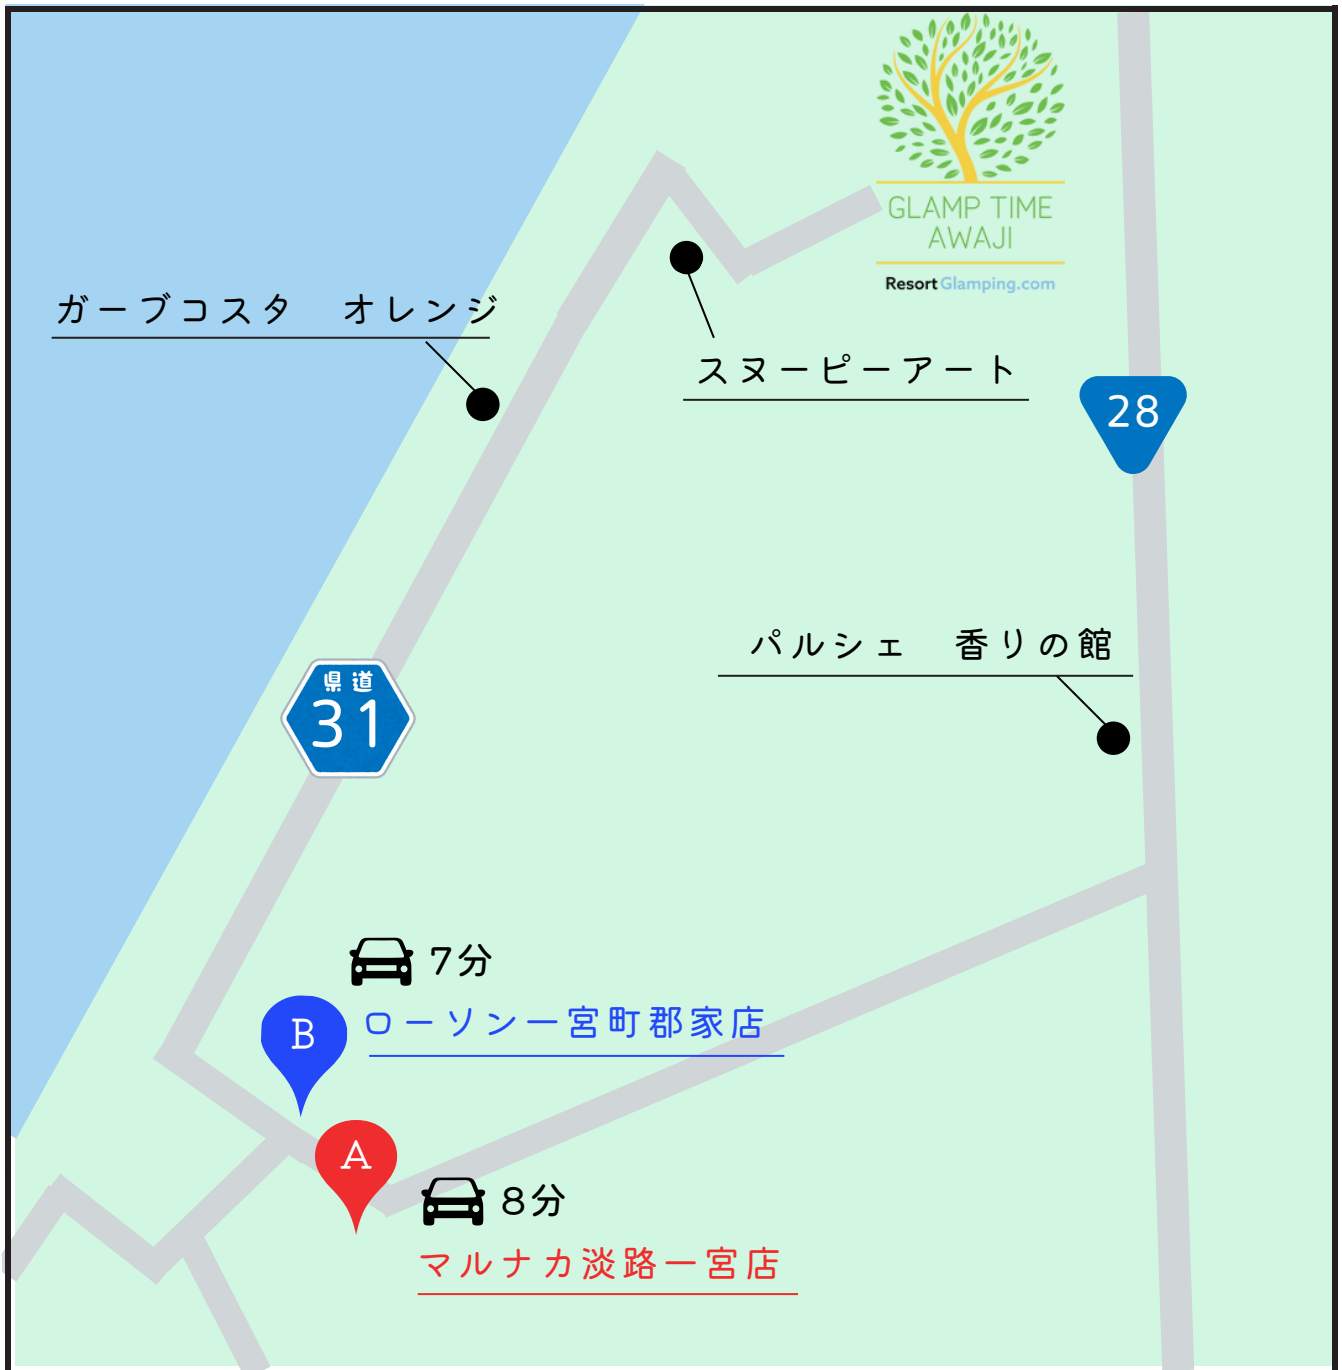 GLAMP TIME
AWAJI
ResortGlamping.com
ガーブコスタ　オレンジ
スヌーピーアート
28
パルシェ　香りの館
県道
31
7分
B
ローソン一宮町郡家店
A
8分
マルナカ淡路一宮店